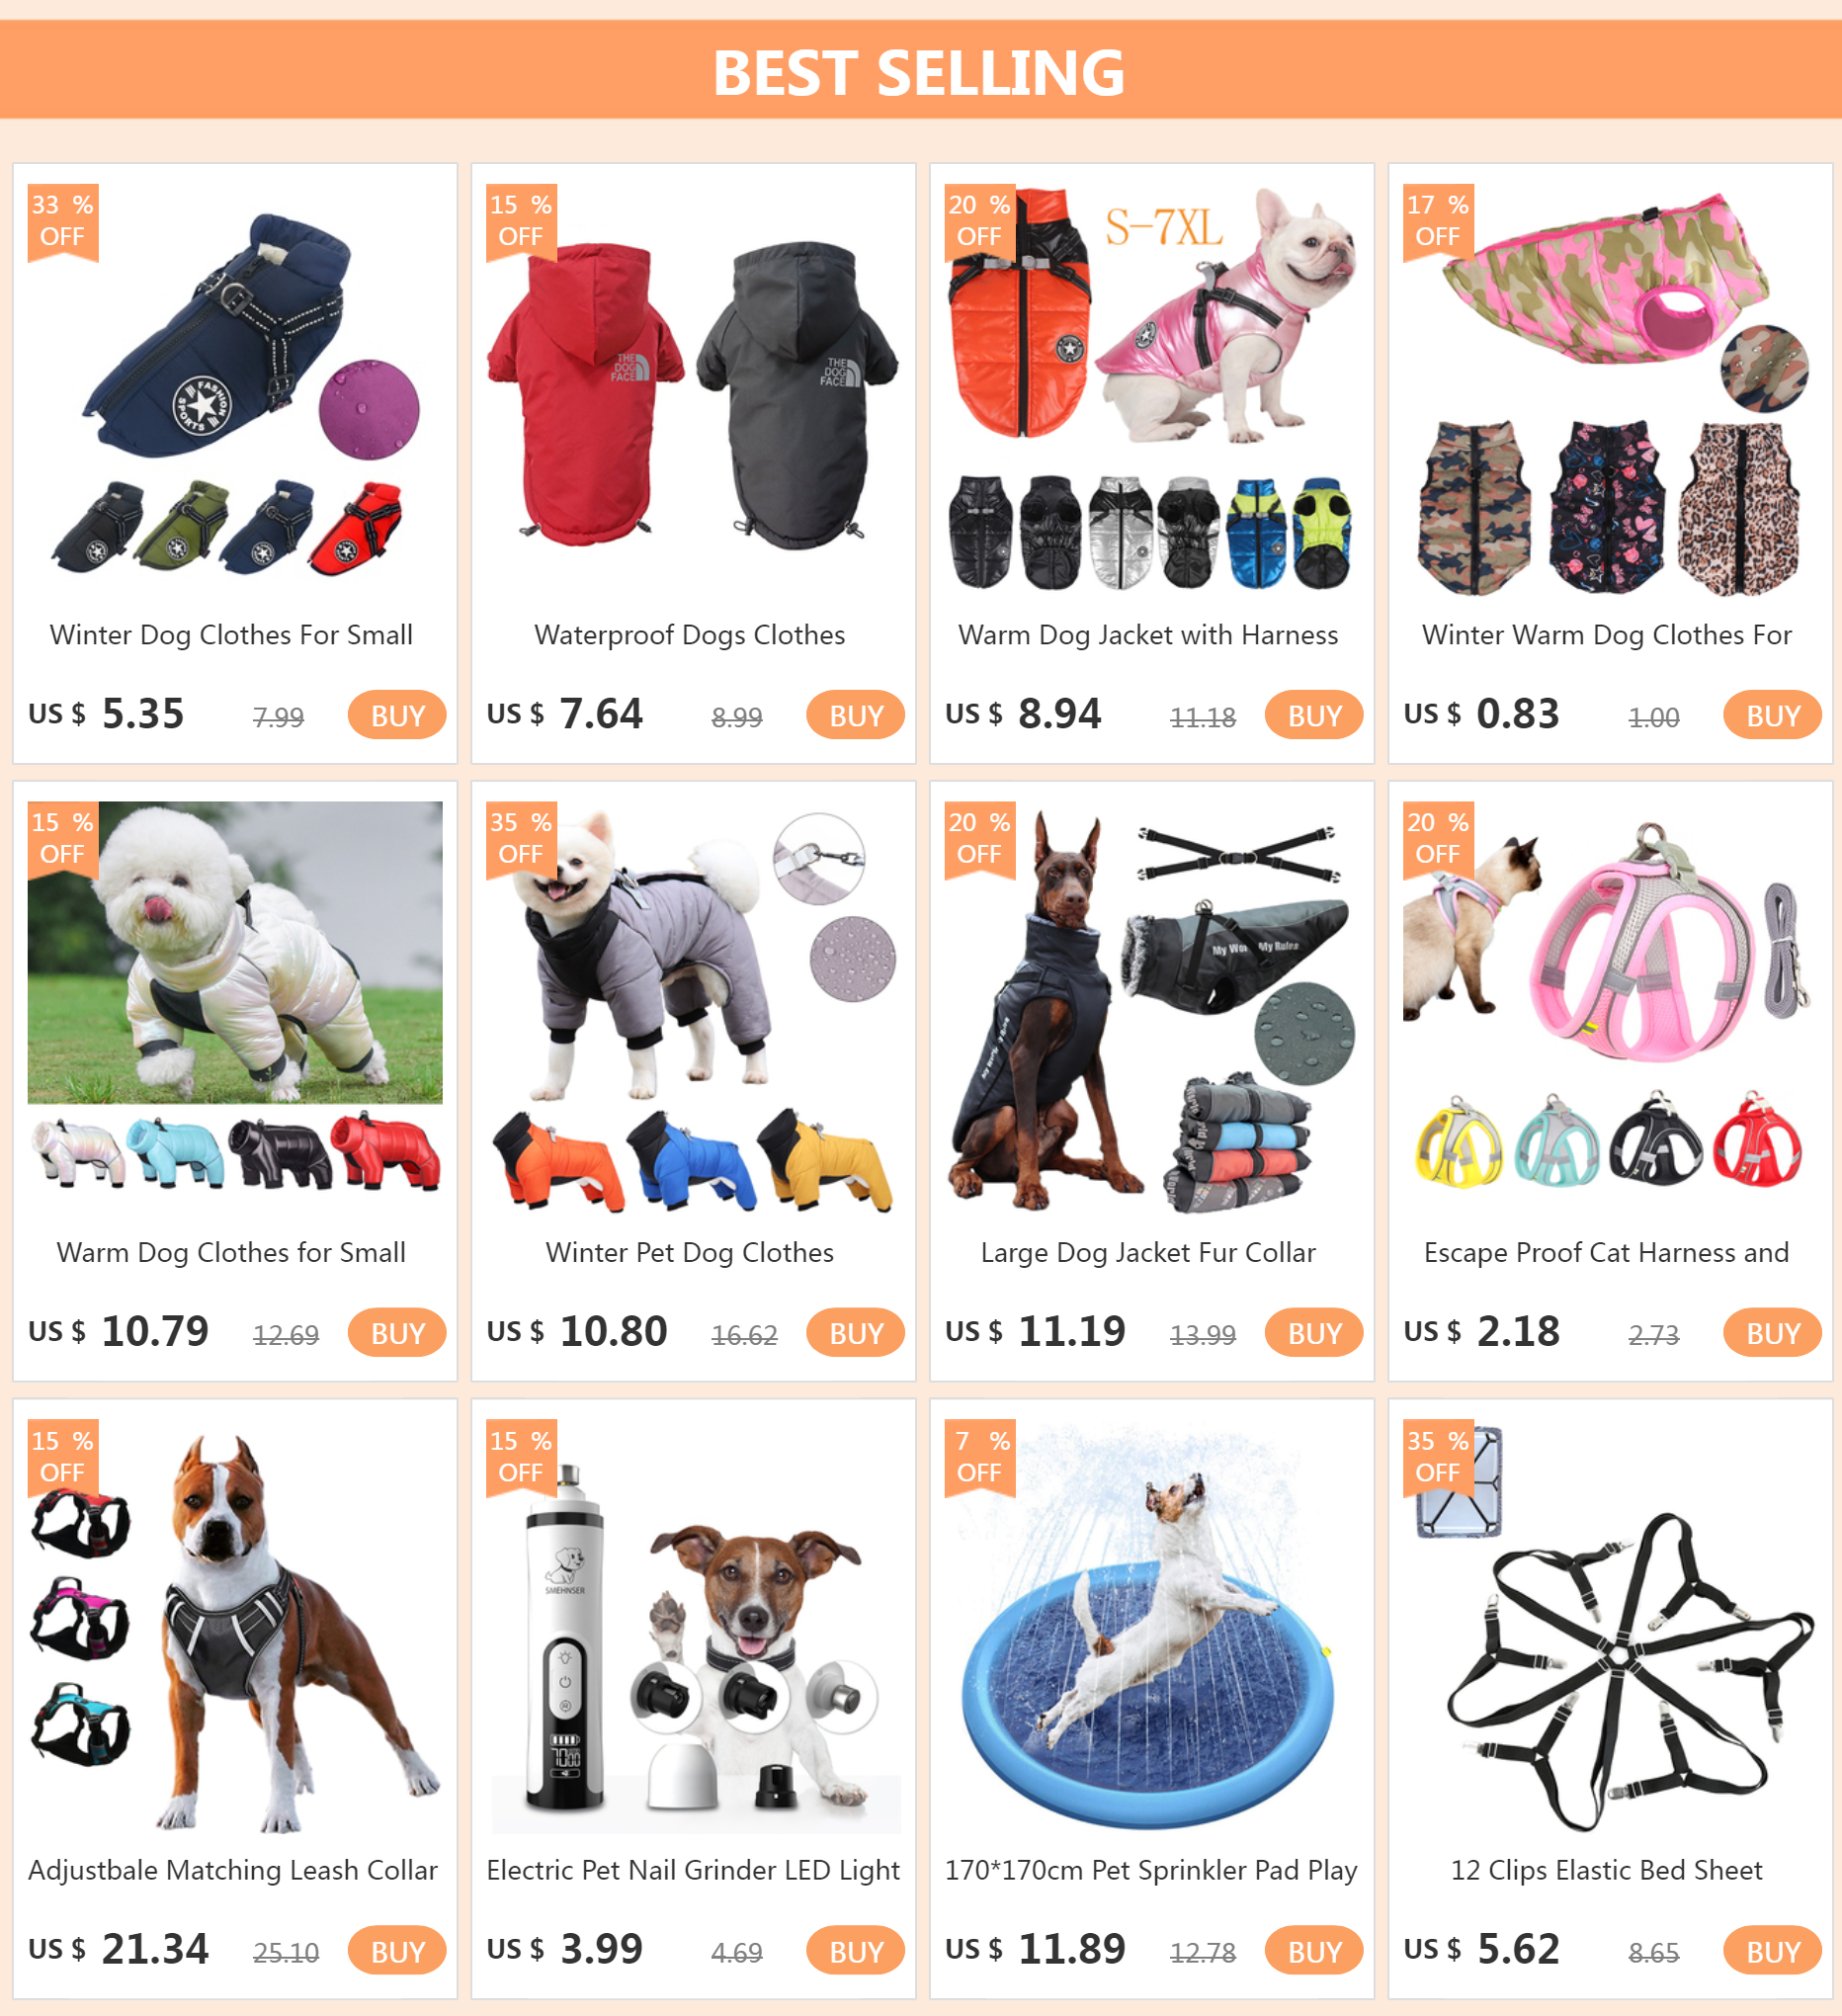 BEST SELLING
33 %
OFF
FASHION
SPORTS
Winter Dog Clothes For Small
US $ 5.35 7.99 BUY
15 %
OFF
THE
DOG
FACE
THE
DOG
FACE
Waterproof Dogs Clothes
US $ 7.64 8.99 BUY
20 %
OFF
S-7XL
Warm Dog Jacket with Harness
US $ 8.94 11.18 BUY
17 %
OFF
Winter Warm Dog Clothes For
US $ 0.83 1.00 BUY
15 %
OFF
Warm Dog Clothes for Small
US $ 10.79 12.69 BUY
35 %
OFF
Winter Pet Dog Clothes
US $ 10.80 16.62 BUY
20 %
OFF
My Wor My Rules
Large Dog Jacket Fur Collar
US $ 11.19 13.99 BUY
20 %
OFF
Escape Proof Cat Harness and
US $ 2.18 2.73 BUY
15 %
OFF
Adjustbale Matching Leash Collar
US $ 21.34 25.10 BUY
15 %
OFF
SMEHNSER
7000
Electric Pet Nail Grinder LED Light
US $ 3.99 4.69 BUY
7 %
OFF
170*170cm Pet Sprinkler Pad Play
US $ 11.89 12.78 BUY
35 %
OFF
12 Clips Elastic Bed Sheet
US $ 5.62 8.65 BUY